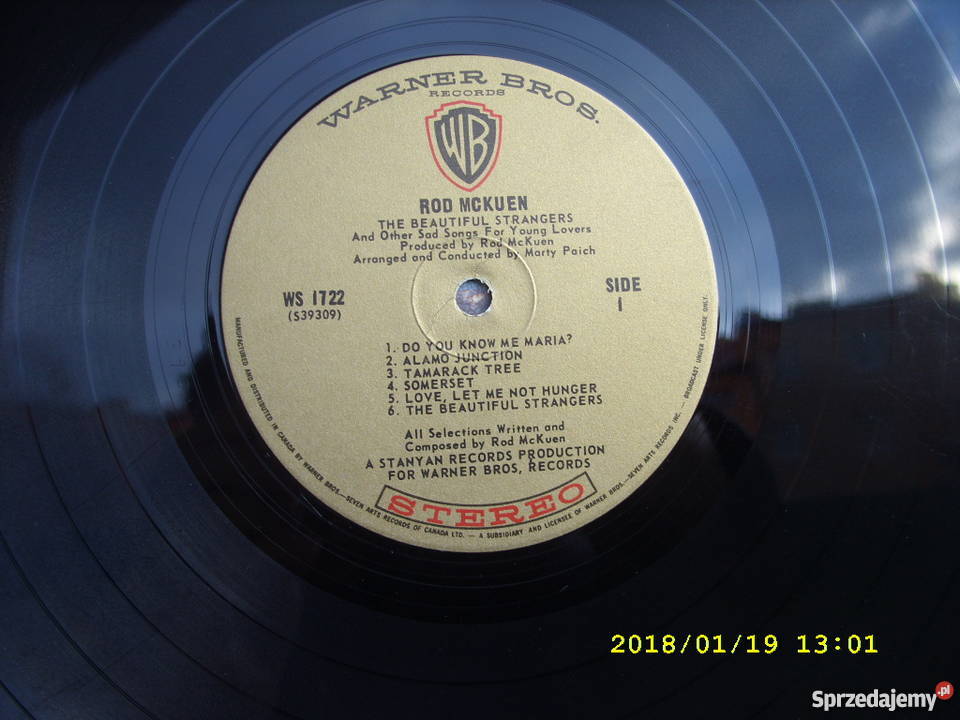 WARNER BROS.
RECORDS
WB
ROD MCKUEN
THE BEAUTIFUL STRANGERS
And Other Sad Songs For Young Lovers
Produced by Rod McKuen
Arranged and Conducted by Marty Paich
WS 1722
(S39309)
SIDE
1
1. DO YOU KNOW ME MARIA?
2. ALAMO JUNCTION
3. TAMARACK TREE
4. SOMERSET
5. LOVE, LET ME NOT HUNGER
6. THE BEAUTIFUL STRANGERS
All Selections Written and
Composed by Rod McKuen
A STANYAN RECORDS PRODUCTION
FOR WARNER BROS, RECORDS
STEREO
MANUFACTURED AND DISTRIBUTED IN CANADA BY WARNER BROS.—SEVEN ARTS RECORDS OF CANADA LTD. — A SUBSIDIARY AND LICENSEE OF WARNER BROS.—SEVEN ARTS RECORDS INC. — BROADCAST UNDER LICENSE ONLY.
2018/01/19 13:01
Sprzedajemy.pl